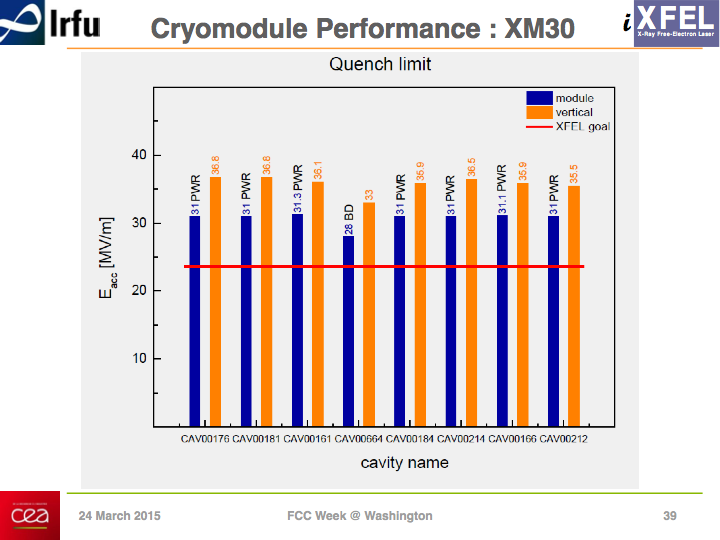 Irfu
Cryomodule Performance : XM30
XFEL
X-Ray Free-Electron Laser
Quench limit
module
vertical
XFEL goal
40
30
20
10
Eacc [MV/m]
31 PWR
36.8
31 PWR
36.8
31.3 PWR
36.1
28 BD
33
31 PWR
35.9
31 PWR
36.5
31.1 PWR
35.9
31 PWR
35.5
CAV00176 CAV00181 CAV00161 CAV00664 CAV00184 CAV00214 CAV00166 CAV00212
cavity name
cea
24 March 2015
FCC Week @ Washington
39